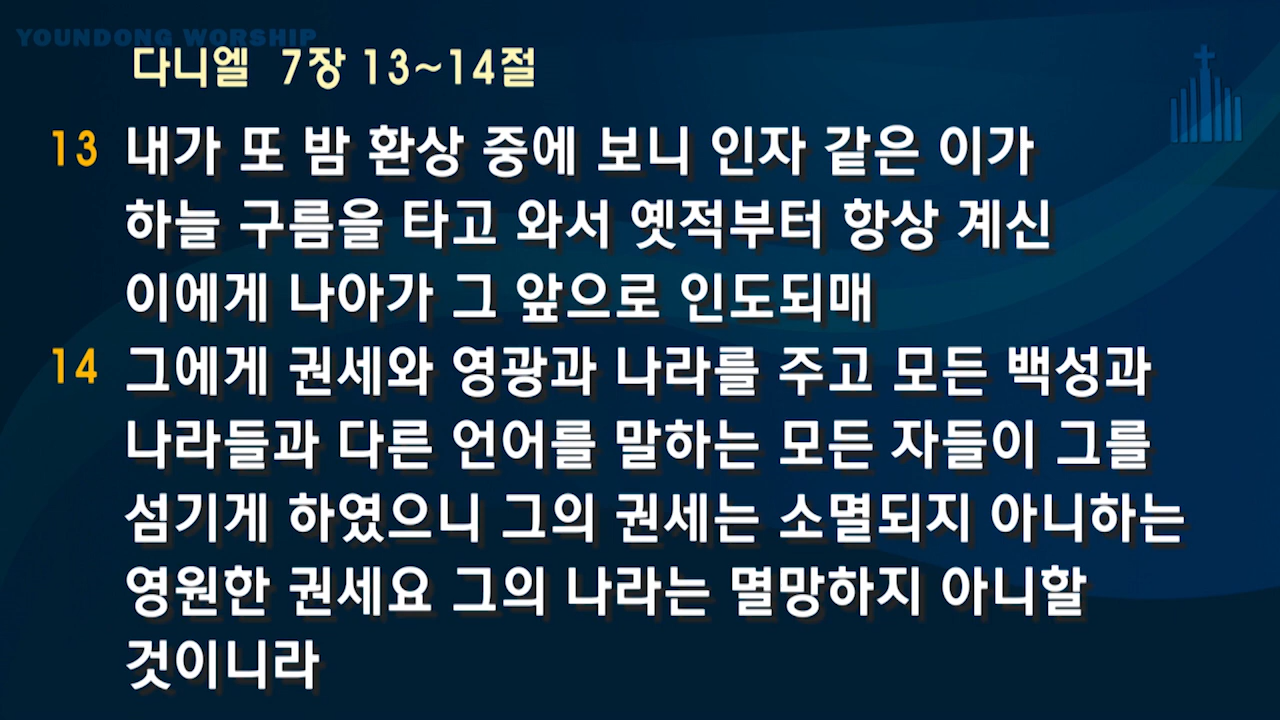 YOUNDONG WORSHIP
다니엘 7장 13~14절
13 내가 또 밤 환상 중에 보니 인자 같은 이가
하늘 구름을 타고 와서 옛적부터 항상 계신
이에게 나아가 그 앞으로 인도되매
14 그에게 권세와 영광과 나라를 주고 모든 백성과
나라들과 다른 언어를 말하는 모든 자들이 그를
섬기게 하였으니 그의 권세는 소멸되지 아니하는
영원한 권세요 그의 나라는 멸망하지 아니할
것이니라